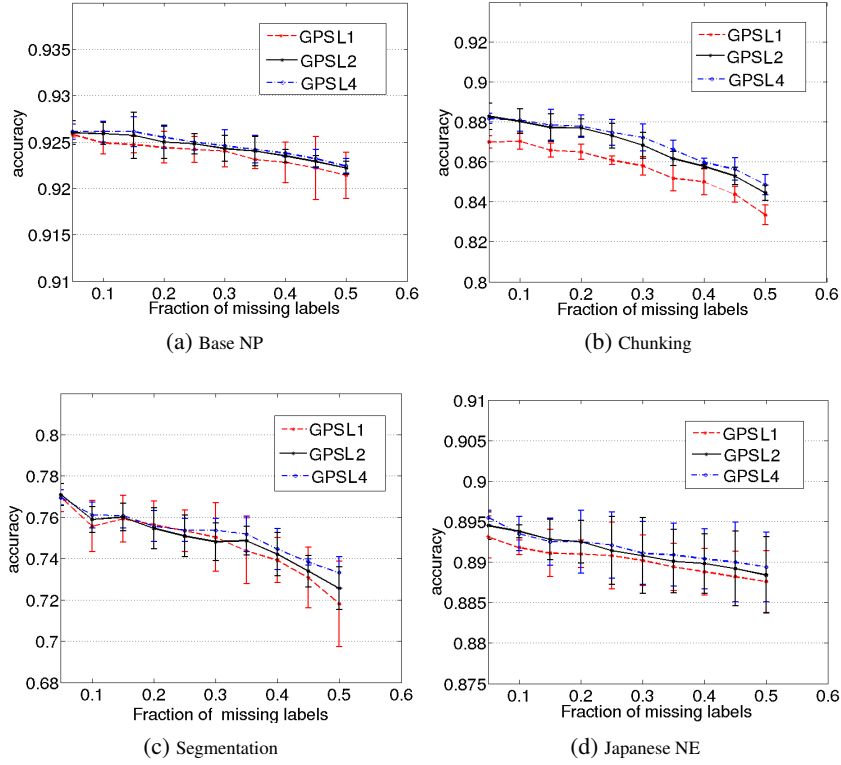 0.935
0.93
0.925
0.92
0.915
0.91
accuracy
GPSL1
GPSL2
GPSL4
0.1 0.2 0.3 0.4 0.5 0.6
Fraction of missing labels
(a) Base NP
0.92
0.9
0.88
0.86
0.84
0.82
0.8
accuracy
GPSL1
GPSL2
GPSL4
0.1 0.2 0.3 0.4 0.5 0.6
Fraction of missing labels
(b) Chunking
0.8
0.78
0.76
0.74
0.72
0.7
0.68
accuracy
GPSL1
GPSL2
GPSL4
0.1 0.2 0.3 0.4 0.5 0.6
Fraction of missing labels
(c) Segmentation
0.91
0.905
0.9
0.895
0.89
0.885
0.88
0.875
accuracy
GPSL1
GPSL2
GPSL4
0.1 0.2 0.3 0.4 0.5 0.6
Fraction of missing labels
(d) Japanese NE